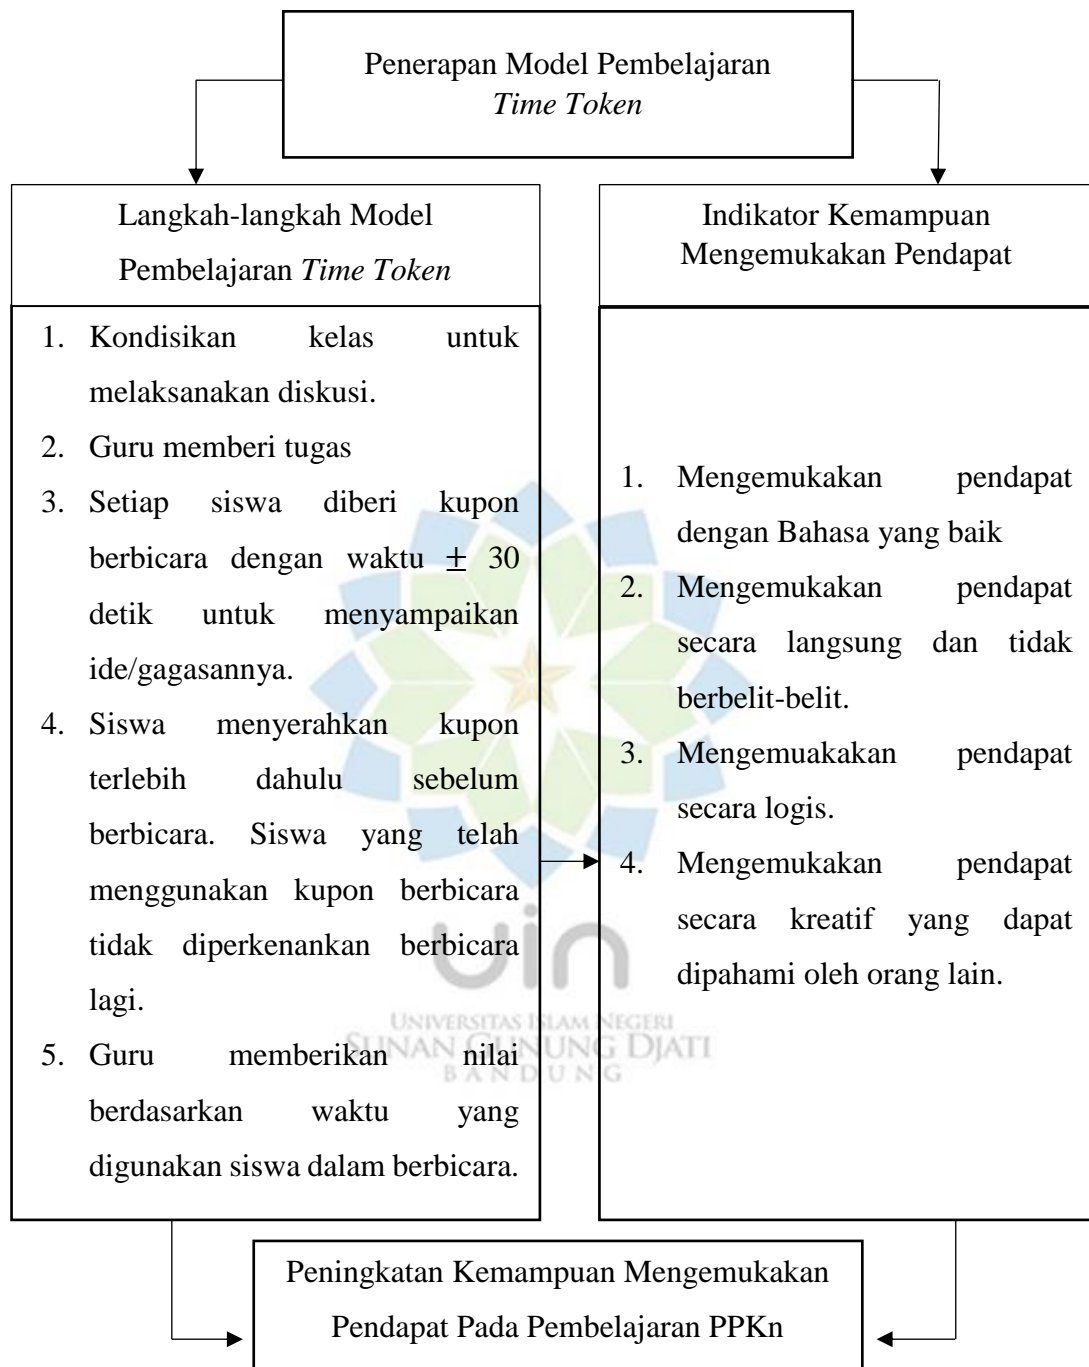 Penerapan Model Pembelajaran
Time Token
Langkah-langkah Model
Pembelajaran Time Token
1. Kondisikan kelas untuk
melaksanakan diskusi.
2. Guru memberi tugas
3. Setiap siswa diberi kupon
berbicara dengan waktu ± 30
detik untuk menyampaikan
ide/gagasannya.
4. Siswa menyerahkan kupon
terlebih dahulu sebelum
berbicara. Siswa yang telah
menggunakan kupon berbicara
tidak diperkenankan berbicara
lagi.
5. Guru memberikan nilai
berdasarkan waktu yang
digunakan siswa dalam berbicara.
Indikator Kemampuan
Mengemukakan Pendapat
1. Mengemukakan pendapat
dengan Bahasa yang baik
2. Mengemukakan pendapat
secara langsung dan tidak
berbelit-belit.
3. Mengemuakakan pendapat
secara logis.
4. Mengemukakan pendapat
secara kreatif yang dapat
dipahami oleh orang lain.
uin
UNIVERSITAS ISLAM NEGERI
SUNAN GUNUNG DJATI
BANDUNG
Peningkatan Kemampuan Mengemukakan
Pendapat Pada Pembelajaran PPKn